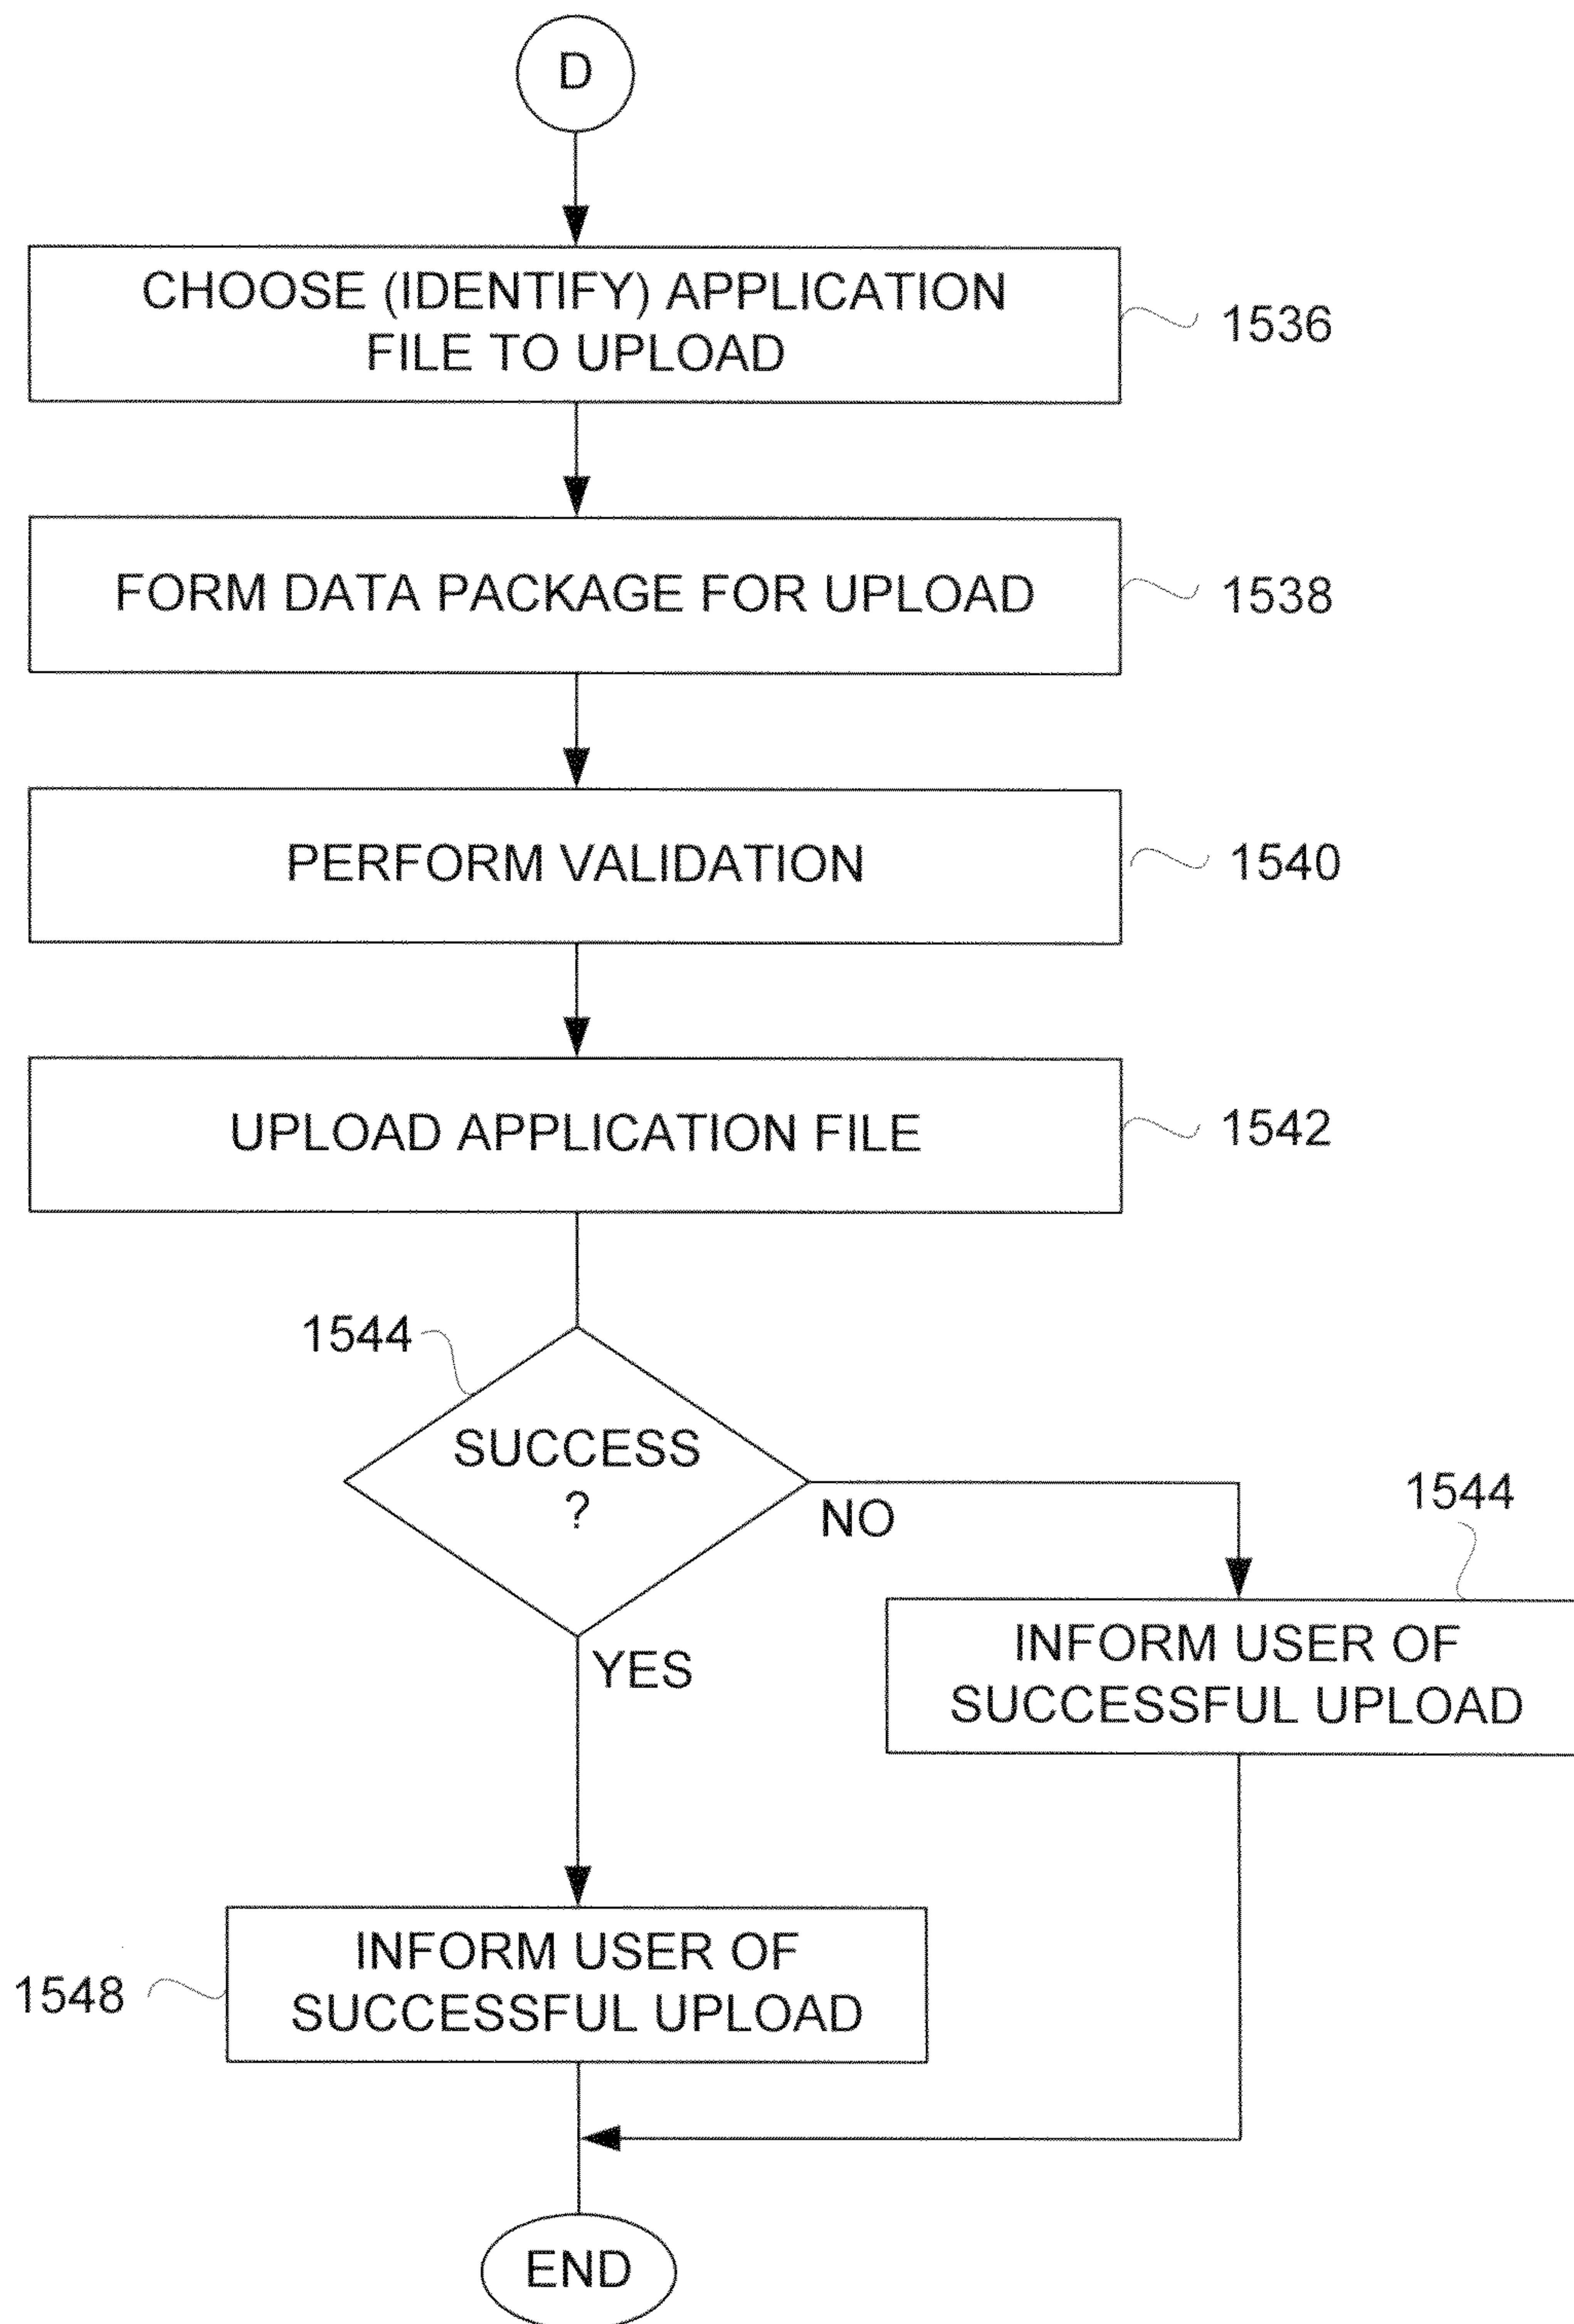 D
CHOOSE (IDENTIFY) APPLICATION
FILE TO UPLOAD
1536
FORM DATA PACKAGE FOR UPLOAD
1538
PERFORM VALIDATION
1540
UPLOAD APPLICATION FILE
1542
1544
SUCCESS
?
NO
YES
1544
INFORM USER OF
SUCCESSFUL UPLOAD
INFORM USER OF
SUCCESSFUL UPLOAD
1548
END